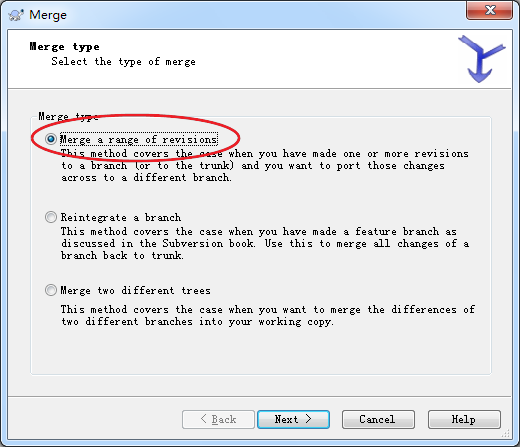 Merge
Merge type
Select the type of merge
Merge type
Merge a range of revisions
This method covers the case when you have made one or more revisions
to a branch (or to the trunk) and you want to port those changes
across to a different branch.
Reintegrate a branch
This method covers the case when you have made a feature branch as
discussed in the Subversion book. Use this to merge all changes of a
branch back to trunk.
Merge two different trees
This method covers the case when you want to merge the differences of
two different branches into your working copy.
< Back
Next >
Cancel
Help